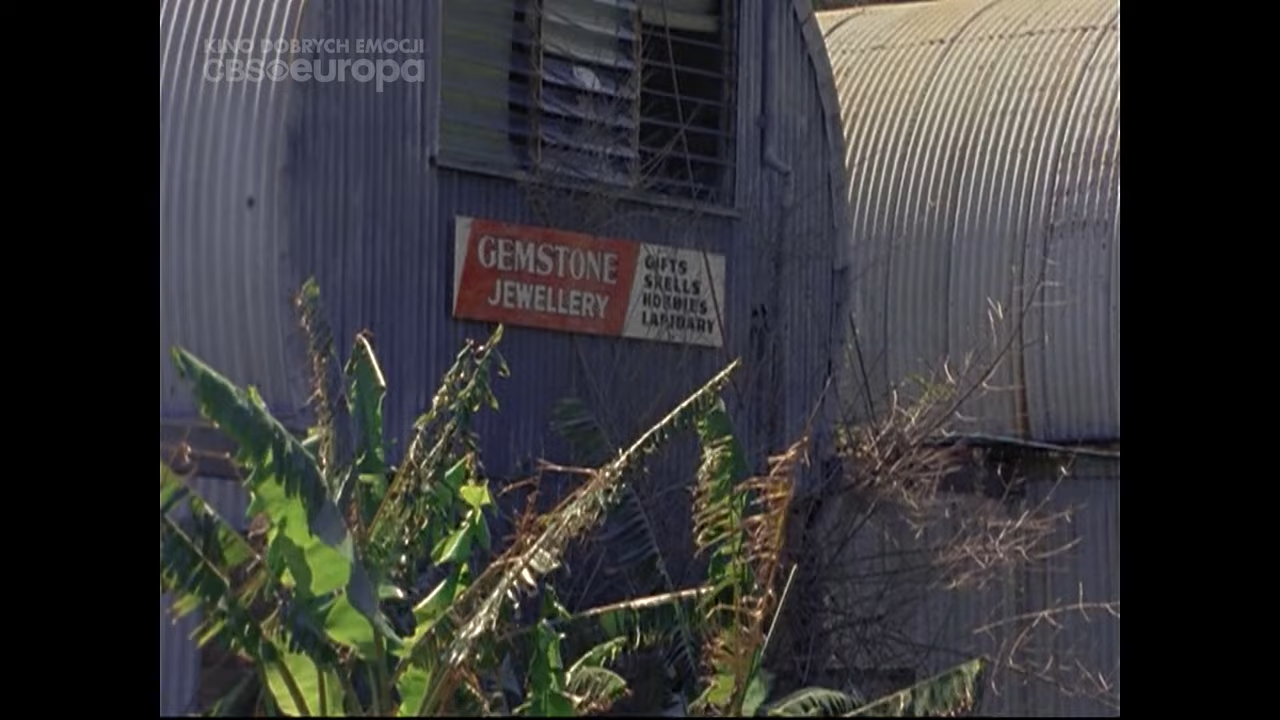 KINO DOBRYCH EMOCJI
CBS europa
GEMSTONE
JEWELLERY
GIFTS
SHELLS
HOBBIES
LAPIDARY